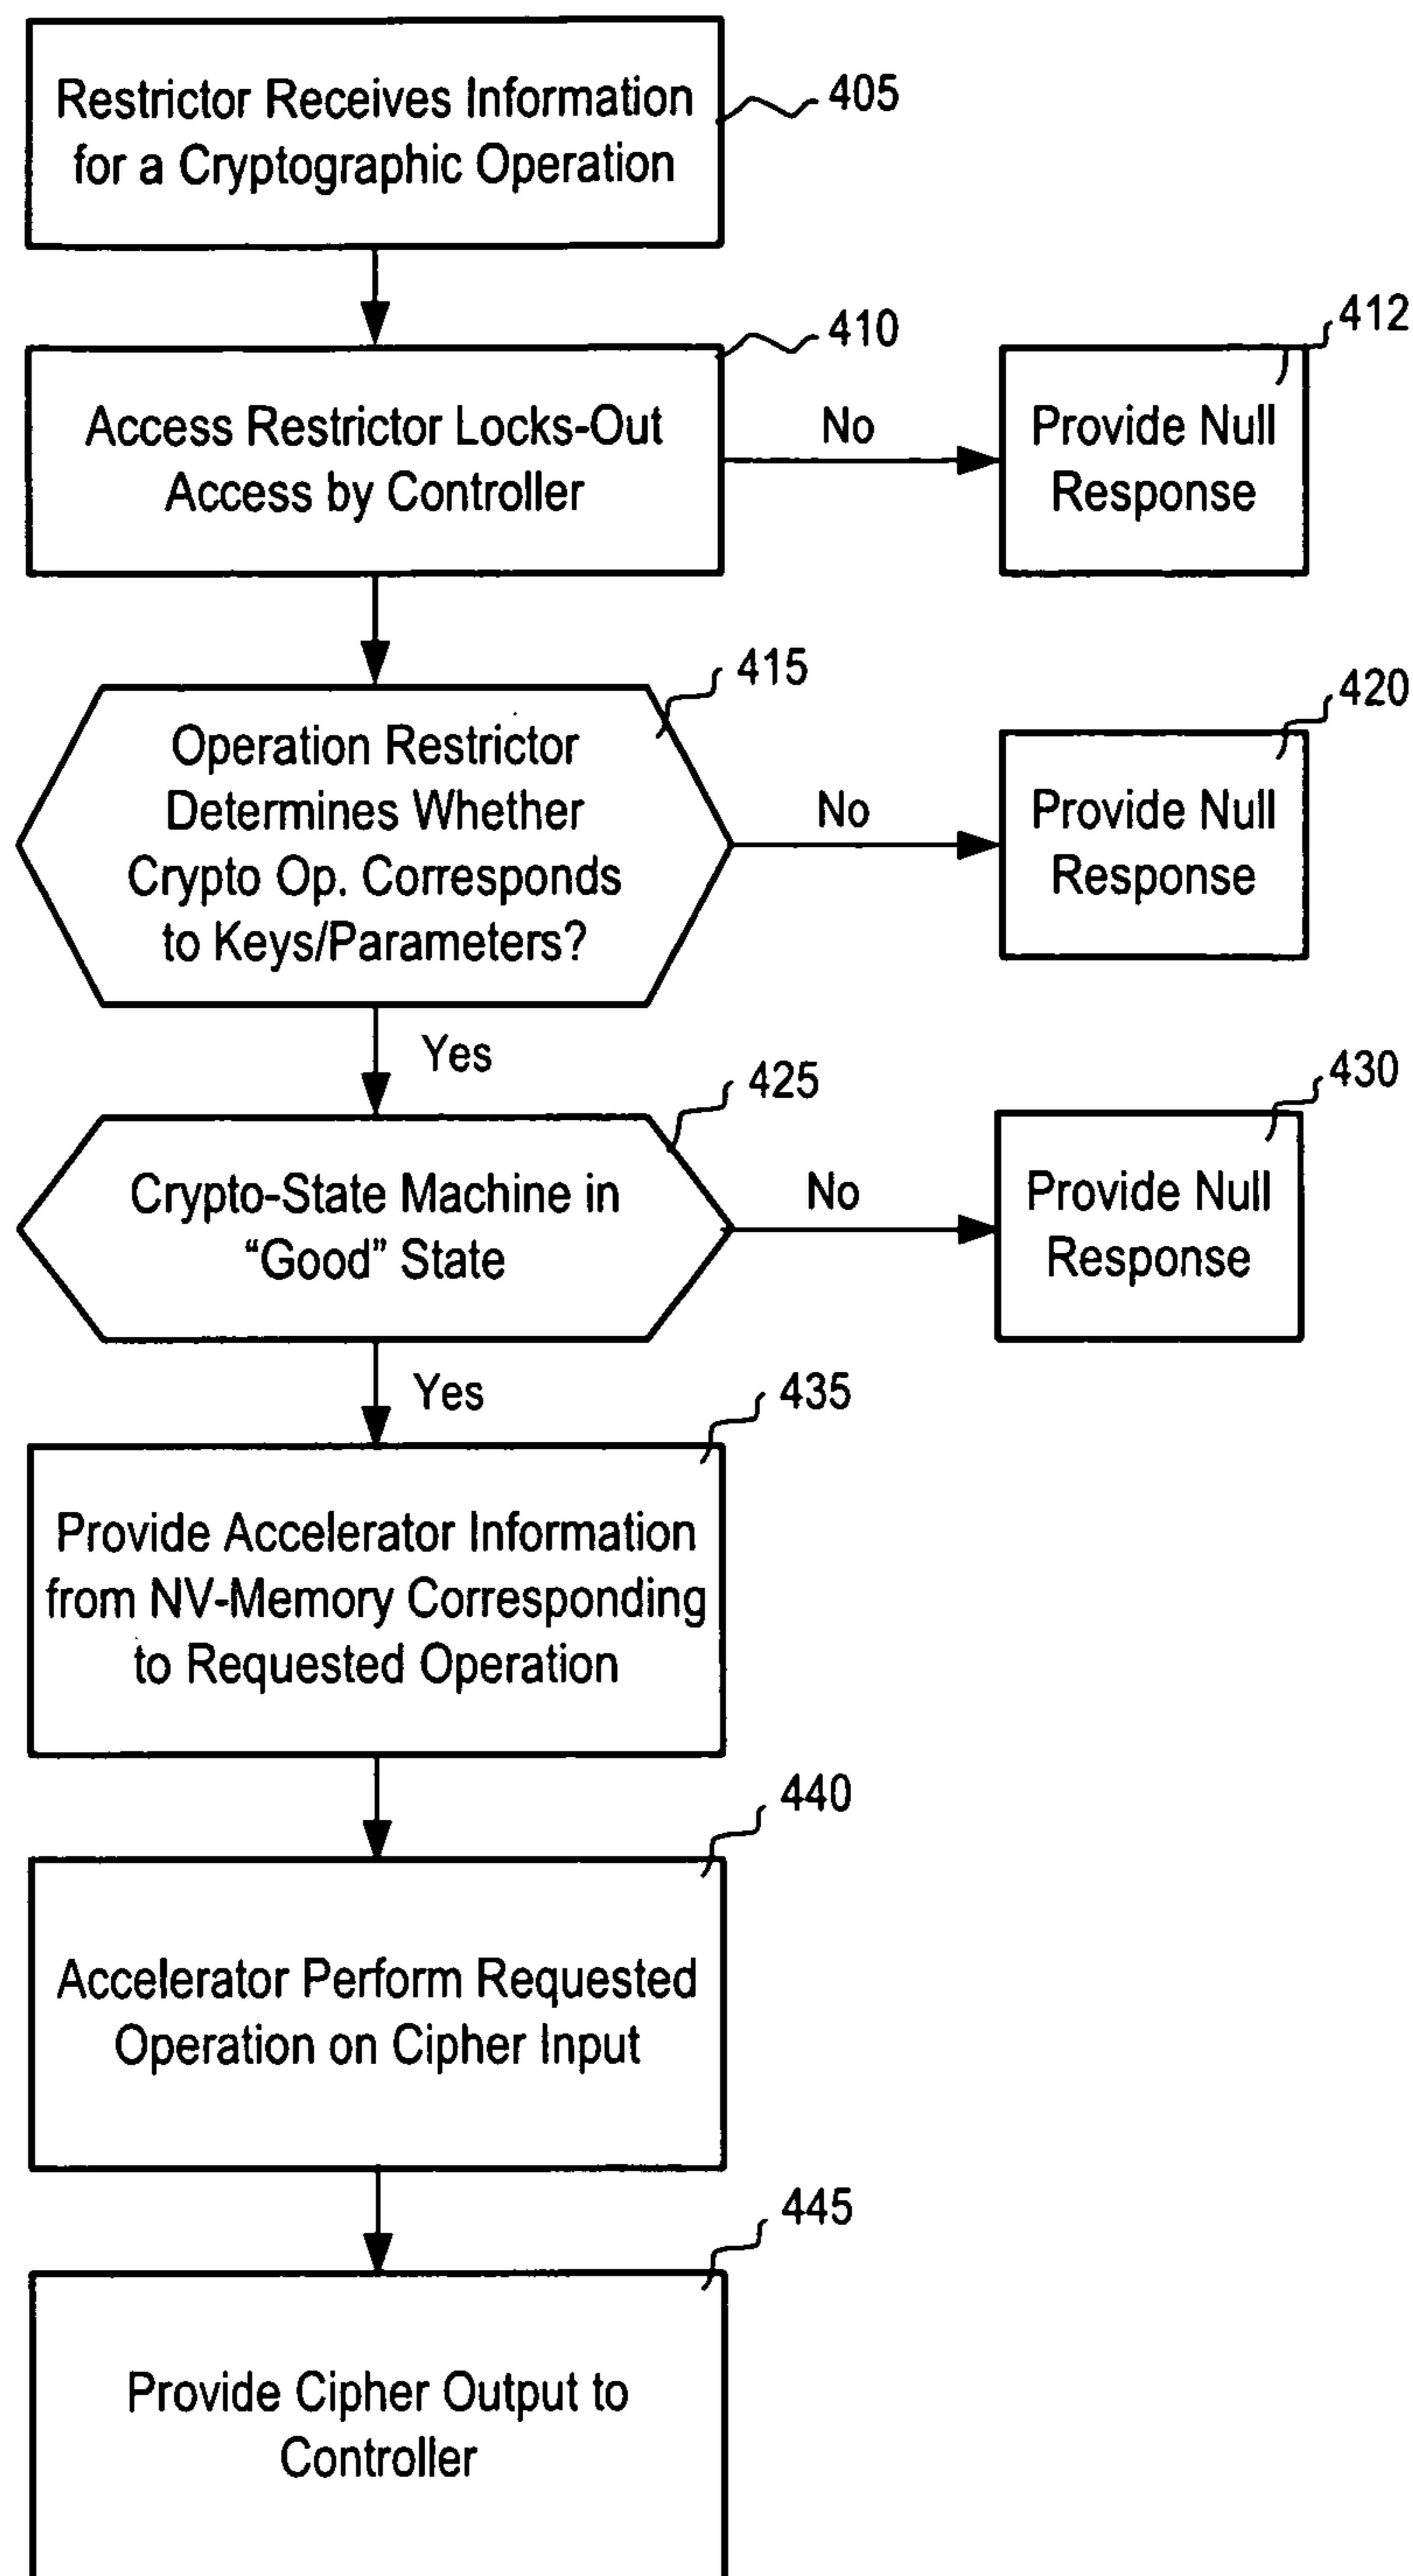 Restrictor Receives Information
for a Cryptographic Operation
405
Access Restrictor Locks-Out
Access by Controller
410
No
Provide Null
Response
412
Operation Restrictor
Determines Whether
Crypto Op. Corresponds
to Keys/Parameters?
415
No
Provide Null
Response
420
Yes
Crypto-State Machine in
“Good” State
425
No
Provide Null
Response
430
Yes
Provide Accelerator Information
from NV-Memory Corresponding
to Requested Operation
435
Accelerator Perform Requested
Operation on Cipher Input
440
Provide Cipher Output to
Controller
445